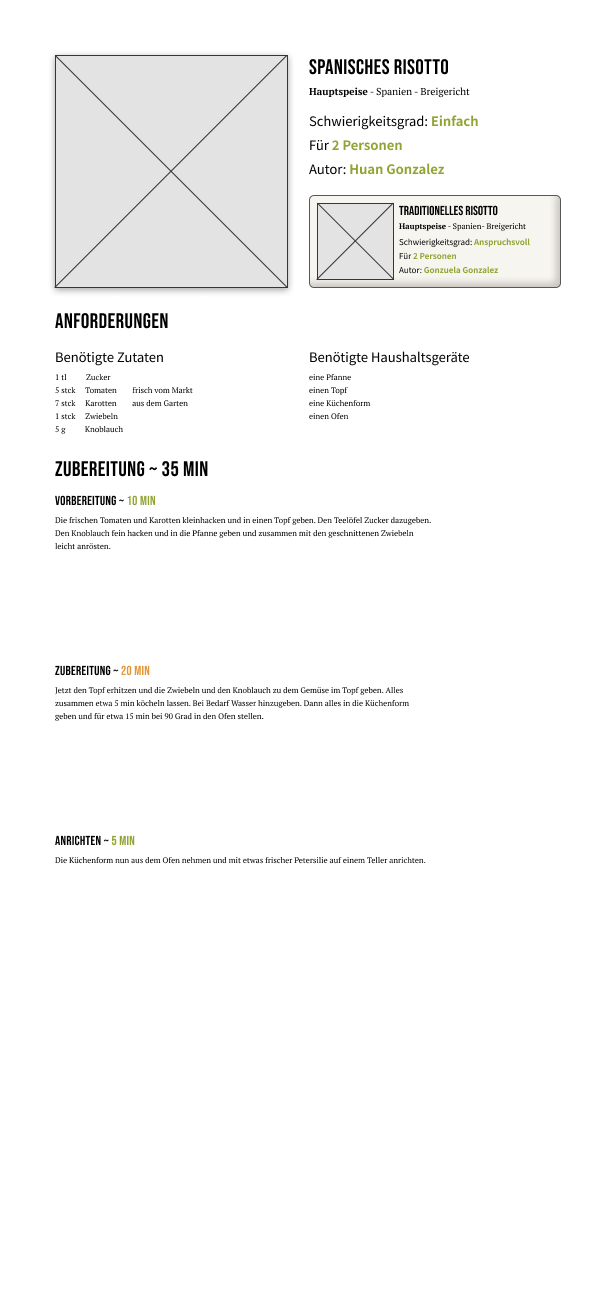 SPANISCHES RISOTTO
Hauptspeise - Spanien - Breigericht
Schwierigkeitsgrad: Einfach
Für 2 Personen
Autor: Huan Gonzalez
TRADITIONELLES RISOTTO
Hauptspeise - Spanien- Breigericht
Schwierigkeitsgrad: Anspruchsvoll
Für 2 Personen
Autor: Gonzuela Gonzalez
ANFORDERUNGEN
Benötigte Zutaten
1 tl Zucker
5 stck Tomaten frisch vom Markt
7 stck Karotten aus dem Garten
1 stck Zwiebeln
5 g Knoblauch
Benötigte Haushaltsgeräte
eine Pfanne
einen Topf
eine Küchenform
einen Ofen
ZUBEREITUNG ~ 35 MIN
VORBEREITUNG ~ 10 MIN
Die frischen Tomaten und Karotten kleinhacken und in einen Topf geben. Den Teelöfel Zucker dazugeben.
Den Knoblauch fein hacken und in die Pfanne geben und zusammen mit den geschnittenen Zwiebeln
leicht anrösten.
ZUBEREITUNG ~ 20 MIN
Jetzt den Topf erhitzen und die Zwiebeln und den Knoblauch zu dem Gemüse im Topf geben. Alles
zusammen etwa 5 min köcheln lassen. Bei Bedarf Wasser hinzugeben. Dann alles in die Küchenform
geben und für etwa 15 min bei 90 Grad in den Ofen stellen.
ANRICHTEN ~ 5 MIN
Die Küchenform nun aus dem Ofen nehmen und mit etwas frischer Petersilie auf einem Teller anrichten.